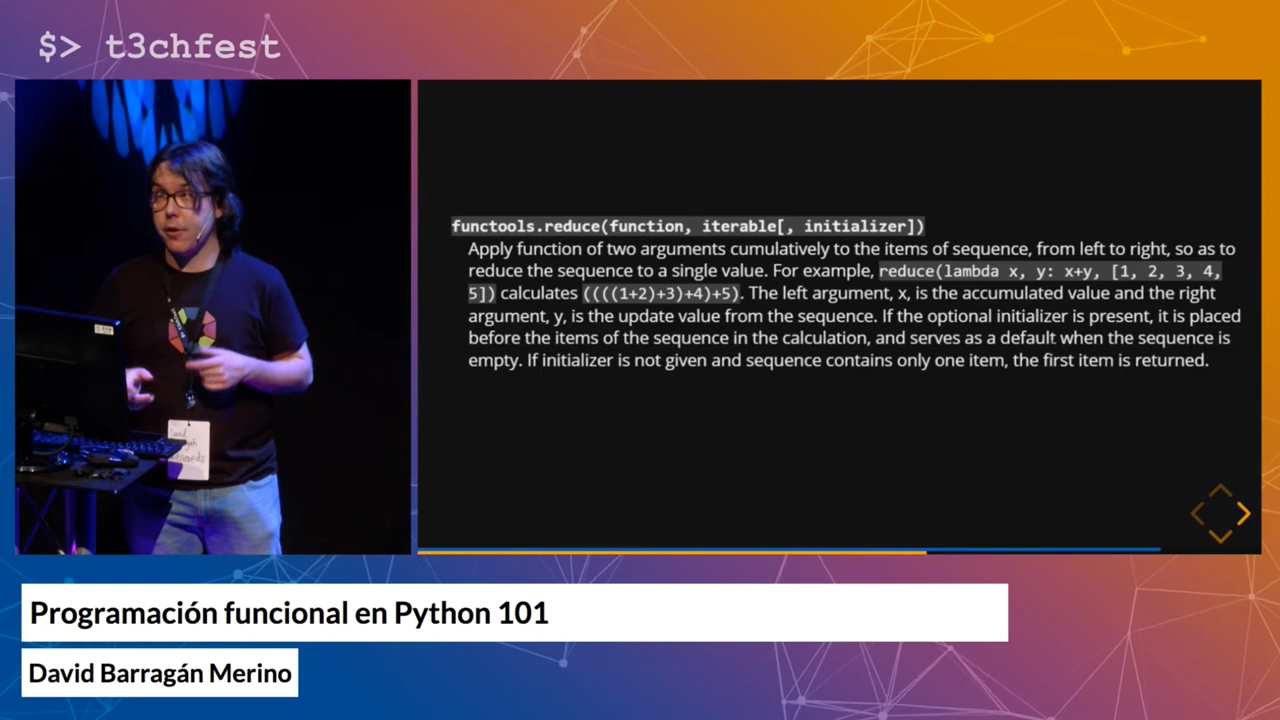 $> t3chfest
functools.reduce(function, iterable[, initializer])
Apply function of two arguments cumulatively to the items of sequence, from left to right, so as to
reduce the sequence to a single value. For example, reduce(lambda x, y: x+y, [1, 2, 3, 4,
5]) calculates ((((1+2)+3)+4)+5). The left argument, x, is the accumulated value and the right
argument, y, is the update value from the sequence. If the optional initializer is present, it is placed
before the items of the sequence in the calculation, and serves as a default when the sequence is
empty. If initializer is not given and sequence contains only one item, the first item is returned.
David
Programación funcional en Python 101
David Barragán Merino